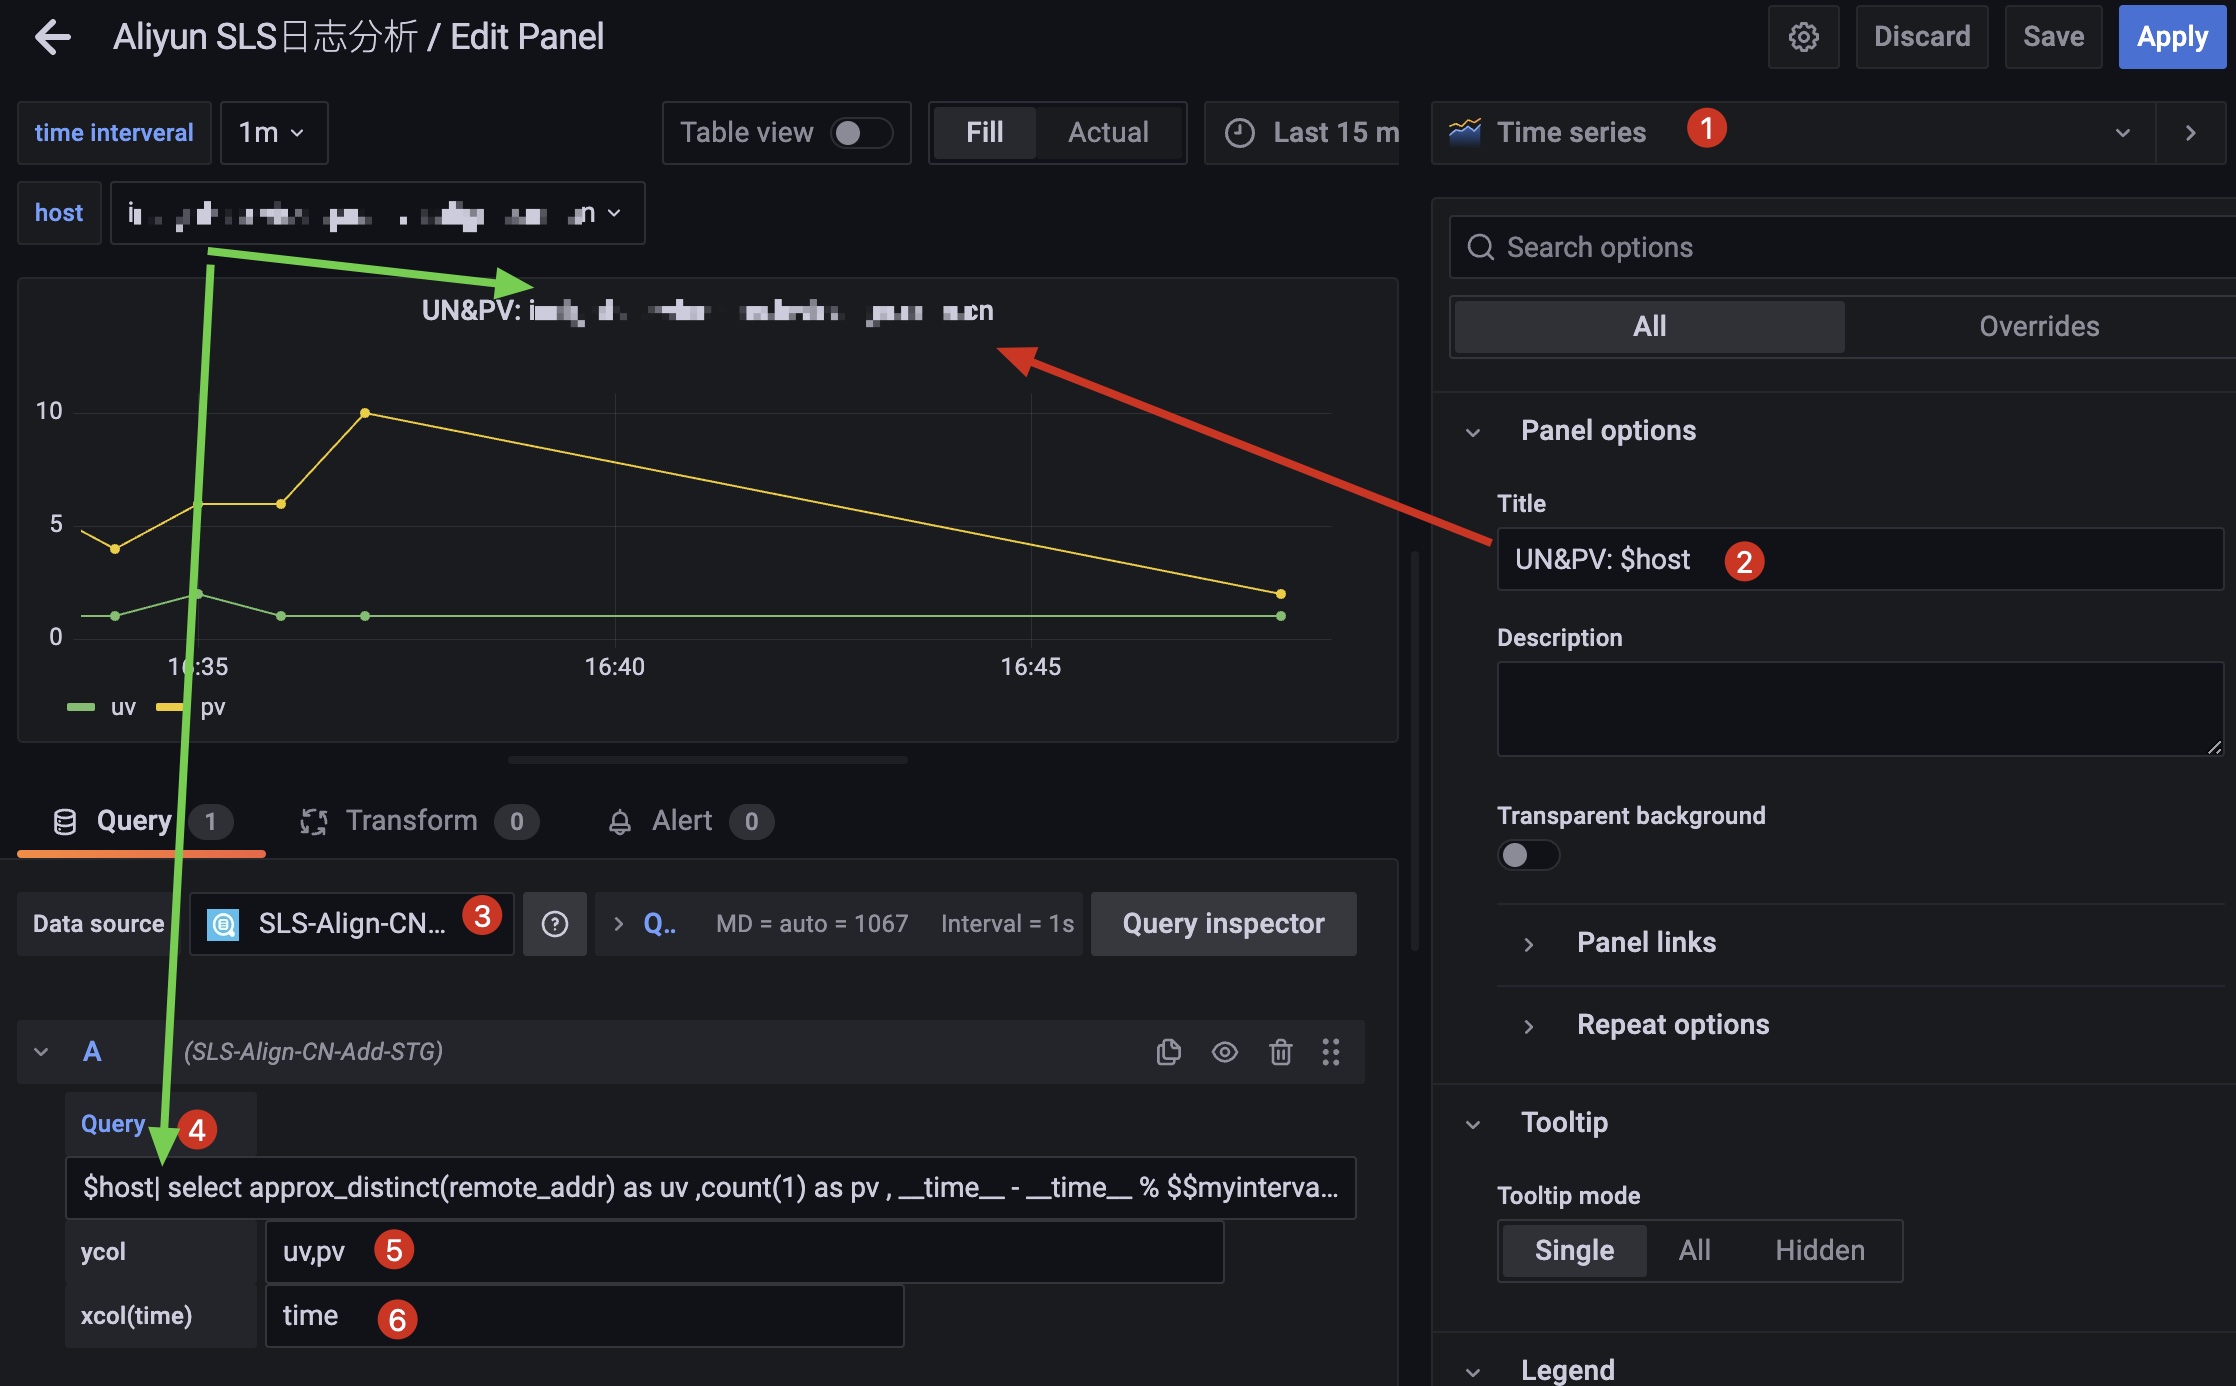 Aliyun SLS日志分析 / Edit Panel
Discard
Save
Apply
time interveral
1m
Table view
Fill
Actual
Last 15 m
Time series
1
host
Search options
UN&PV:
All
Overrides
Panel options
10
5
0
16:35
16:40
16:45
uv
pv
Title
UN&PV: $host
2
Description
Transparent background
Query
1
Transform
0
Alert
0
Data source
SLS-Align-CN...
3
Q..
MD = auto = 1067
Interval = 1s
Query inspector
Panel links
Repeat options
A
(SLS-Align-CN-Add-STG)
Query
4
$host| select approx_distinct(remote_addr) as uv ,count(1) as pv , __time__ - __time__ % $$myinterva...
ycol
uv,pv
5
xcol(time)
time
6
Tooltip
Tooltip mode
Single
All
Hidden
Legend